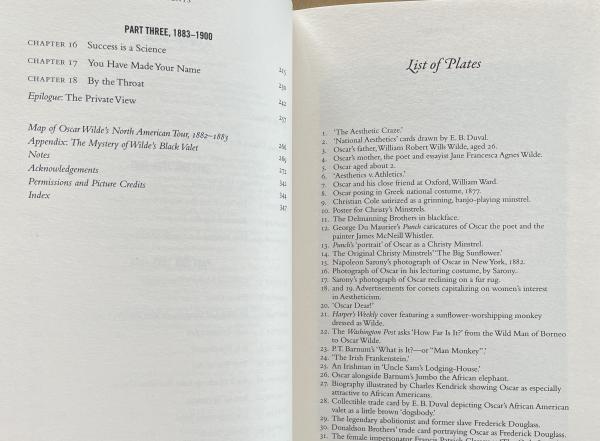 PART THREE, 1883–1900
CHAPTER 16 Success is a Science
CHAPTER 17 You Have Made Your Name 215
CHAPTER 18 By the Throat 230
Epilogue: The Private View 242
257
Map of Oscar Wilde's North American Tour, 1882–1883
Appendix: The Mystery of Wilde's Black Valet 266
Notes 269
Acknowledgements 272
Permissions and Picture Credits 342
Index 344
347
List of Plates
1. 'The Aesthetic Craze.'
2. 'National Aesthetics' cards drawn by E. B. Duval.
3. Oscar's father, William Robert Wills Wilde, aged 26.
4. Oscar's mother, the poet and essayist Jane Francesca Agnes Wilde.
5. Oscar aged about 2.
6. 'Aesthetics v. Athletics.'
7. Oscar and his close friend at Oxford, William Ward.
8. Oscar posing in Greek national costume, 1877.
9. Christian Cole satirized as a grinning, banjo-playing minstrel.
10. Poster for Christy's Minstrels.
11. The Delmanning Brothers in blackface.
12. George Du Maurier's Punch caricatures of Oscar the poet and the
painter James McNeill Whistler.
13. Punch's 'portrait' of Oscar as a Christy Minstrel.
14. The Original Christy Minstrels' 'The Big Sunflower.'
15. Napoleon Sarony's photograph of Oscar in New York, 1882.
16. Photograph of Oscar in his lecturing costume, by Sarony.
17. Sarony's photograph of Oscar reclining on a fur rug.
18. and 19. Advertisements for corsets capitalizing on women's interest
in Aestheticism.
20. 'Oscar Dear!'
21. Harper's Weekly cover featuring a sunflower-worshipping monkey
dressed as Wilde.
22. The Washington Post asks 'How Far Is It?' from the Wild Man of Borneo
to Oscar Wilde.
23. P.T. Barnum's 'What is it?—or "Man Monkey".'
24. 'The Irish Frankenstein.'
25. An Irishman in 'Uncle Sam's Lodging-House.'
26. Oscar alongside Barnum's Jumbo the African elephant.
27. Biography illustrated by Charles Kendrick showing Oscar as especially
attractive to African Americans.
28. Collectible trade card by E. B. Duval depicting Oscar's African American
valet as a little brown 'dogsbody.'
29. The legendary abolitionist and former slave Frederick Douglass.
30. Donaldson Brothers' trade card portraying Oscar as Frederick Douglass.
31. The female impersonator Francis Patrick